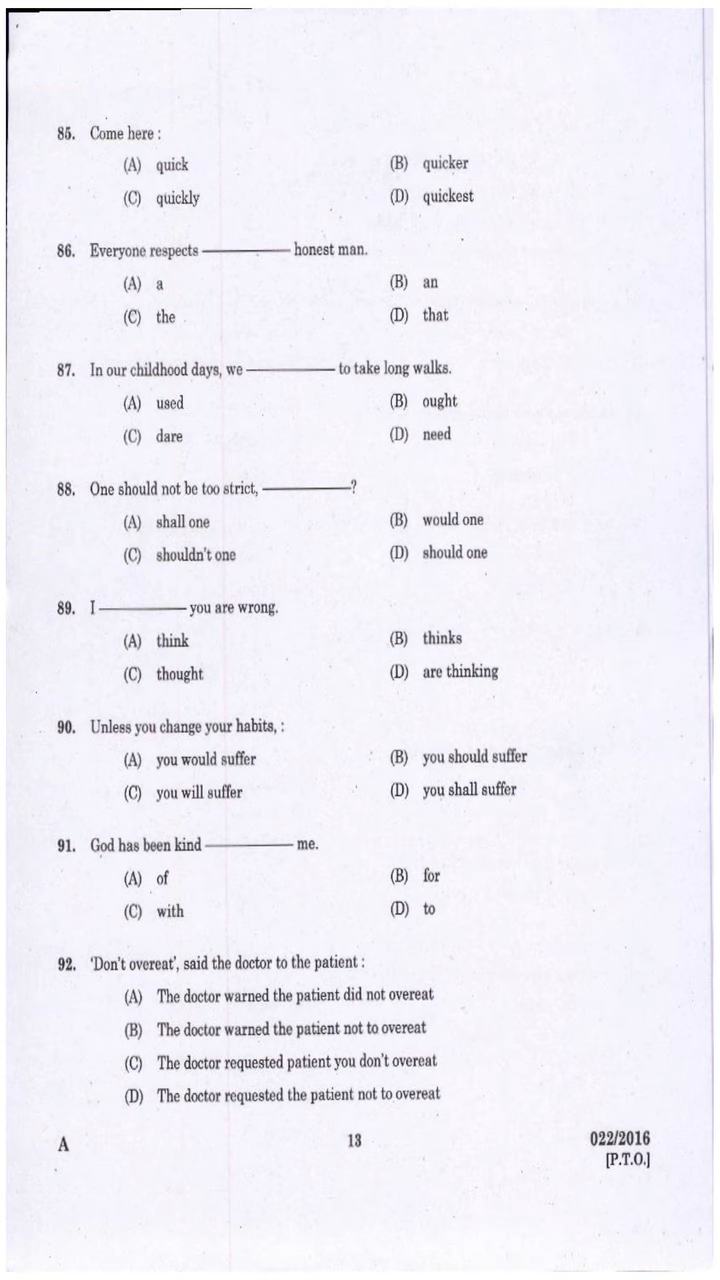 85. Come here :
(A) quick (B) quicker
(C) quickly (D) quickest
86. Everyone respects ———— honest man.
(A) a (B) an
(C) the (D) that
87. In our childhood days, we ———— to take long walks.
(A) used (B) ought
(C) dare (D) need
88. One should not be too strict, ————?
(A) shall one (B) would one
(C) shouldn't one (D) should one
89. I ———— you are wrong.
(A) think (B) thinks
(C) thought (D) are thinking
90. Unless you change your habits, :
(A) you would suffer (B) you should suffer
(C) you will suffer (D) you shall suffer
91. God has been kind ———— me.
(A) of (B) for
(C) with (D) to
92. 'Don't overeat', said the doctor to the patient :
(A) The doctor warned the patient did not overeat
(B) The doctor warned the patient not to overeat
(C) The doctor requested patient you don't overeat
(D) The doctor requested the patient not to overeat
A 13 022/2016
[P.T.O.]